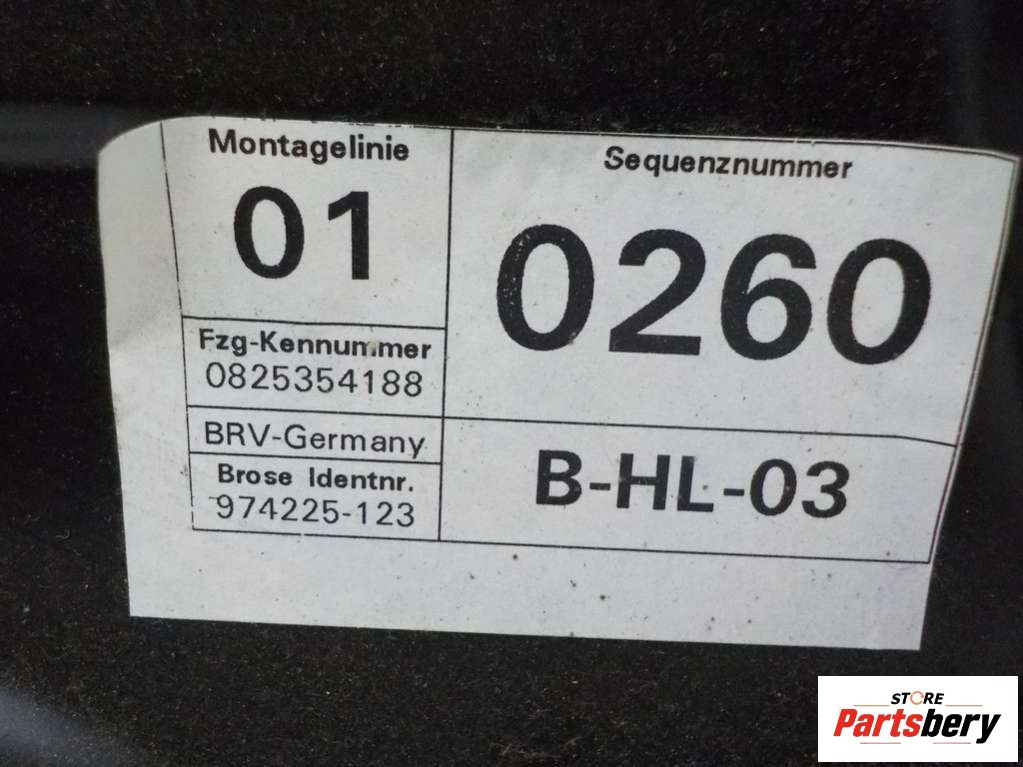 Montagelinie
01
Sequenznummer
0260
Fzg-Kennummer
0825354188
BRV-Germany
Brose Identnr.
974225-123
B-HL-03
STORE
Partsbery